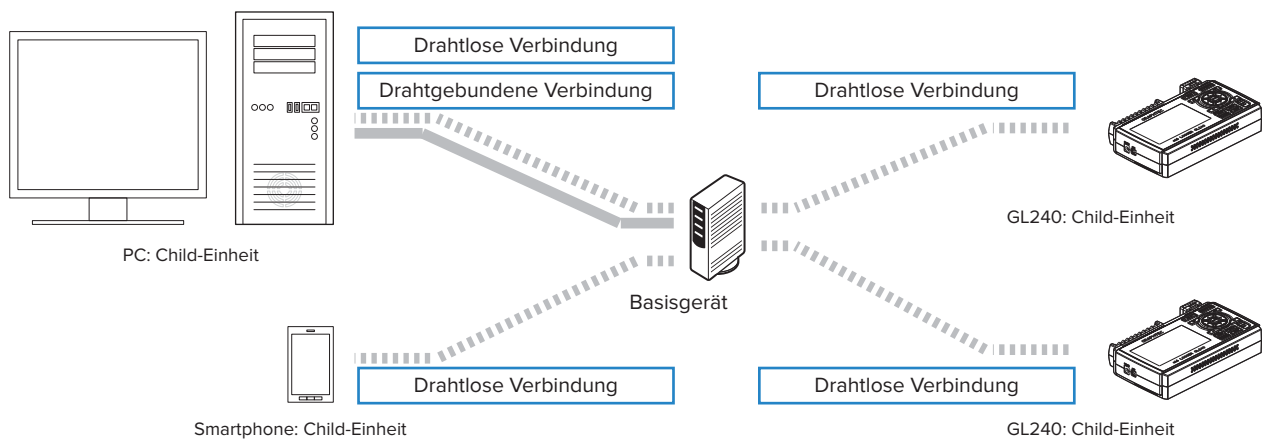 Drahtlose Verbindung
Drahtgebundene Verbindung
Drahtlose Verbindung
PC: Child-Einheit
GL240: Child-Einheit
Basisgerät
Drahtlose Verbindung
Drahtlose Verbindung
Smartphone: Child-Einheit
GL240: Child-Einheit